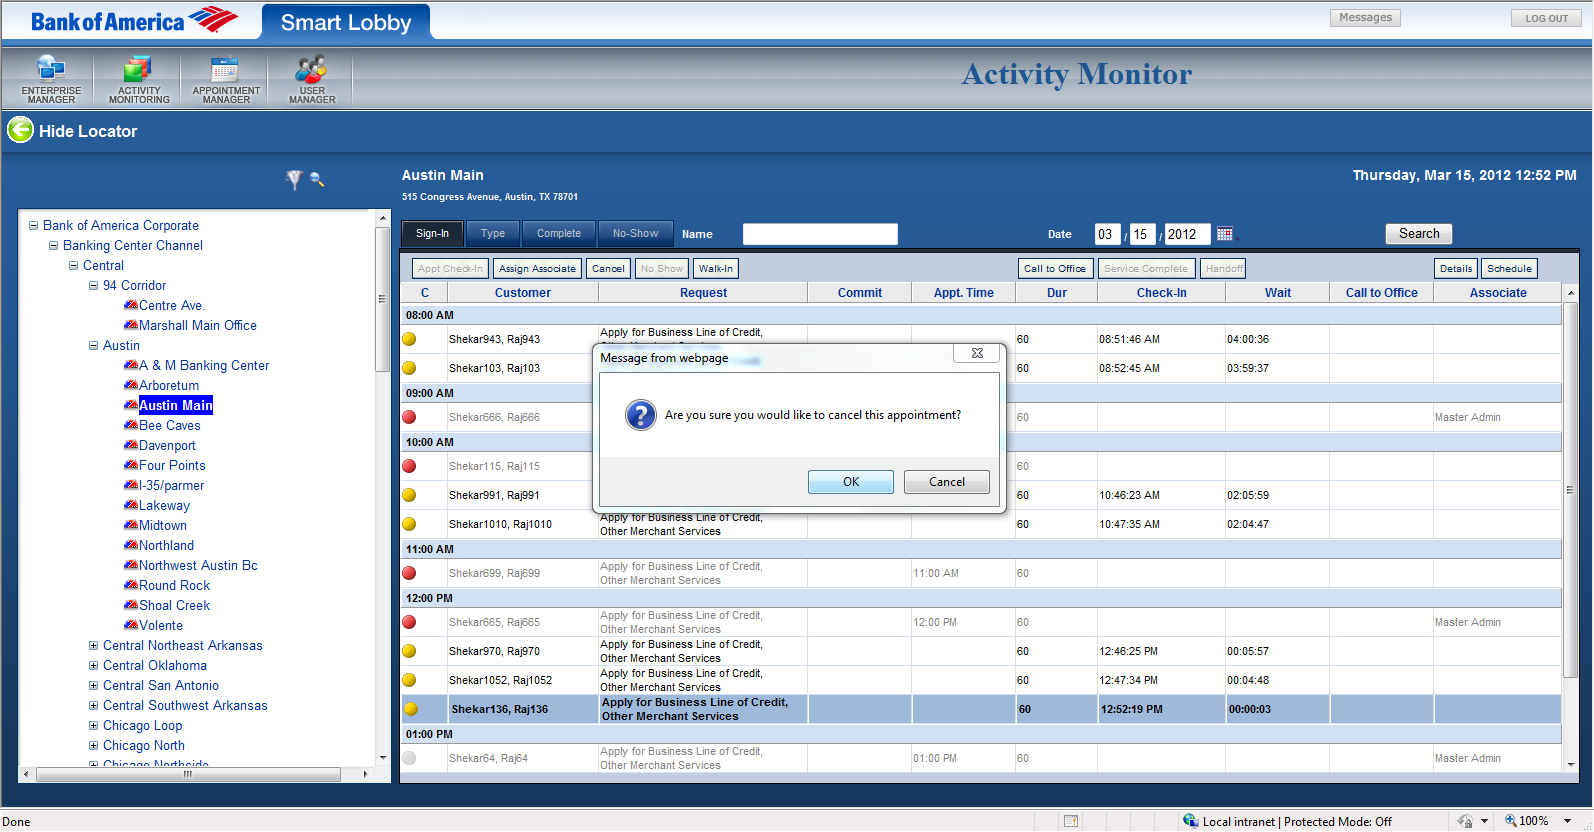 Bank of America
Smart Lobby
Messages
LOG OUT
ENTERPRISE MANAGER
ACTIVITY MONITORING
APPOINTMENT MANAGER
USER MANAGER
Activity Monitor
Hide Locator
Austin Main
Thursday, Mar 15, 2012 12:52 PM
515 Congress Avenue, Austin, TX 78701
Bank of America Corporate
Banking Center Channel
Central
94 Corridor
Centre Ave.
Marshall Main Office
Austin
A & M Banking Center
Arboretum
Austin Main
Bee Caves
Davenport
Four Points
I-35/parmer
Lakeway
Midtown
Northland
Northwest Austin Bc
Round Rock
Shoal Creek
Volente
Central Northeast Arkansas
Central Oklahoma
Central San Antonio
Central Southwest Arkansas
Chicago Loop
Chicago North
Chicago Northside
Sign-In Type Complete No-Show Name Date 03 / 15 / 2012 Search
Appt Check-In Assign Associate Cancel No Show Walk-In Call to Office Service Complete Handoff Details Schedule
C Customer Request Commit Appt. Time Dur Check-In Wait Call to Office Associate
08:00 AM
Shekar943, Raj943 Apply for Business Line of Credit, 60 08:51:46 AM 04:00:36
Shekar103, Raj103 60 08:52:45 AM 03:59:37
09:00 AM
Shekar666, Raj666 60 Master Admin
10:00 AM
Shekar115, Raj115 60
Shekar991, Raj991 60 10:46:23 AM 02:05:59
Shekar1010, Raj1010 Apply for Business Line of Credit, Other Merchant Services 60 10:47:35 AM 02:04:47
11:00 AM
Shekar699, Raj699 Apply for Business Line of Credit, Other Merchant Services 11:00 AM 60
12:00 PM
Shekar665, Raj665 Apply for Business Line of Credit, Other Merchant Services 12:00 PM 60 Master Admin
Shekar970, Raj970 Apply for Business Line of Credit, Other Merchant Services 60 12:46:25 PM 00:05:57
Shekar1052, Raj1052 Apply for Business Line of Credit, Other Merchant Services 60 12:47:34 PM 00:04:48
Shekar136, Raj136 Apply for Business Line of Credit, Other Merchant Services 60 12:52:19 PM 00:00:03
01:00 PM
Shekar64, Raj64 Apply for Business Line of Credit, Other Merchant Services 01:00 PM 60 Master Admin
Message from webpage
Are you sure you would like to cancel this appointment?
OK Cancel
Done
Local intranet | Protected Mode: Off
100%